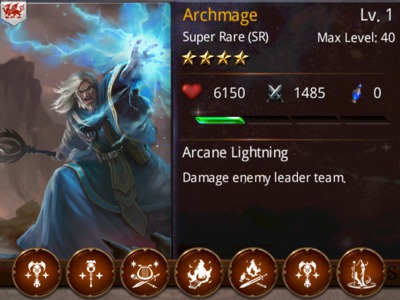 Archmage Lv. 1
Super Rare (SR) Max Level: 40
6150 1485 0
Arcane Lightning
Damage enemy leader team.